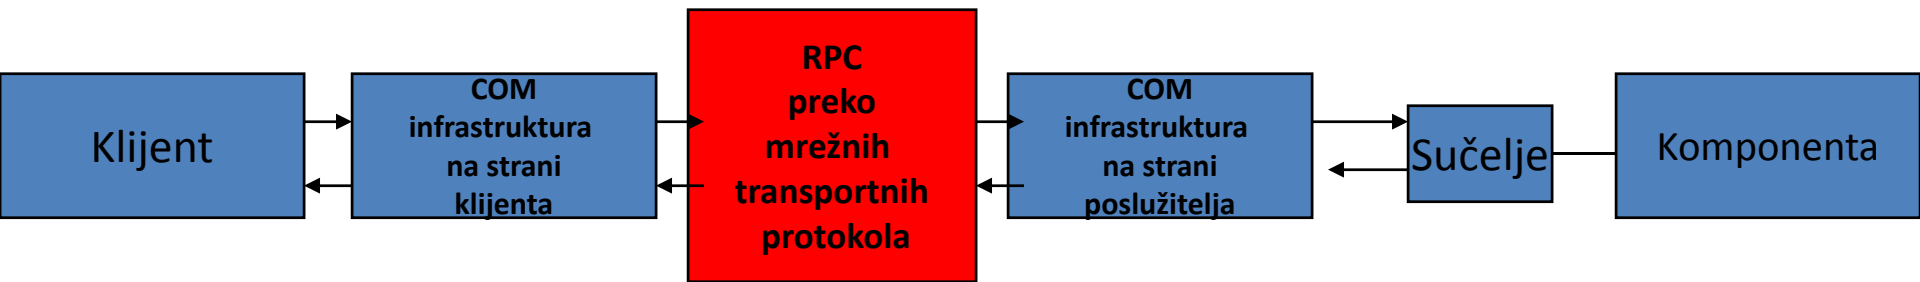 Klijent
COM
infrastruktura
na strani
klijenta
RPC
preko
mrežnih
transportnih
protokola
COM
infrastruktura
na strani
poslužitelja
Sučelje
Komponenta